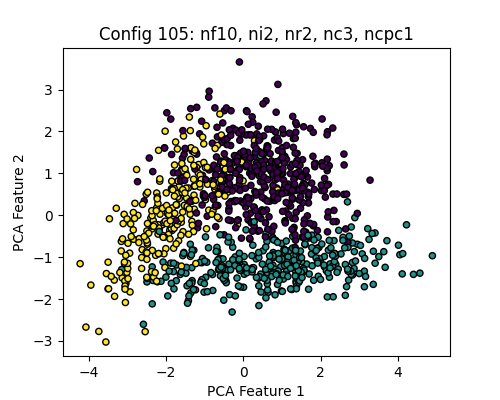 Config 105: nf10, ni2, nr2, nc3, ncpc1
3
2
1
0
−1
−2
−3
PCA Feature 2
−4 −2 0 2 4
PCA Feature 1